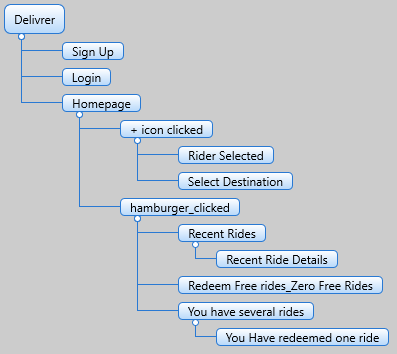 Delivrer
Sign Up
Login
Homepage
+ icon clicked
Rider Selected
Select Destination
hamburger_clicked
Recent Rides
Recent Ride Details
Redeem Free rides_Zero Free Rides
You have several rides
You Have redeemed one ride